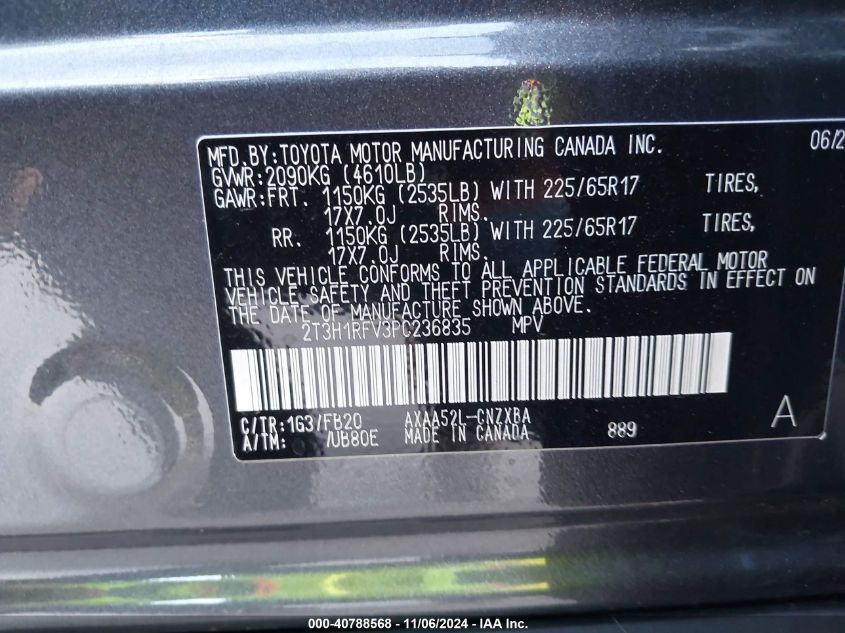 06/2
MFD.BY:TOYOTA MOTOR MANUFACTURING CANADA INC.
GVWR:2090KG (4610LB)
GAWR:FRT. 1150KG (2535LB) WITH 225/65R17 TIRES,
17X7.0J RIMS.
RR. 1150KG (2535LB) WITH 225/65R17 TIRES,
17X7.0J RIMS.
THIS VEHICLE CONFORMS TO ALL APPLICABLE FEDERAL MOTOR
VEHICLE SAFETY AND THEFT PREVENTION STANDARDS IN EFFECT ON
THE DATE OF MANUFACTURE SHOWN ABOVE.
2T3H1RFV3PC236835 MPV
C/TR:1G3/FB20 AXAA52L-CNZXBA
A/TM: /UB80E MADE IN CANADA 889 A
000-40788568 - 11/06/2024 - IAA Inc.